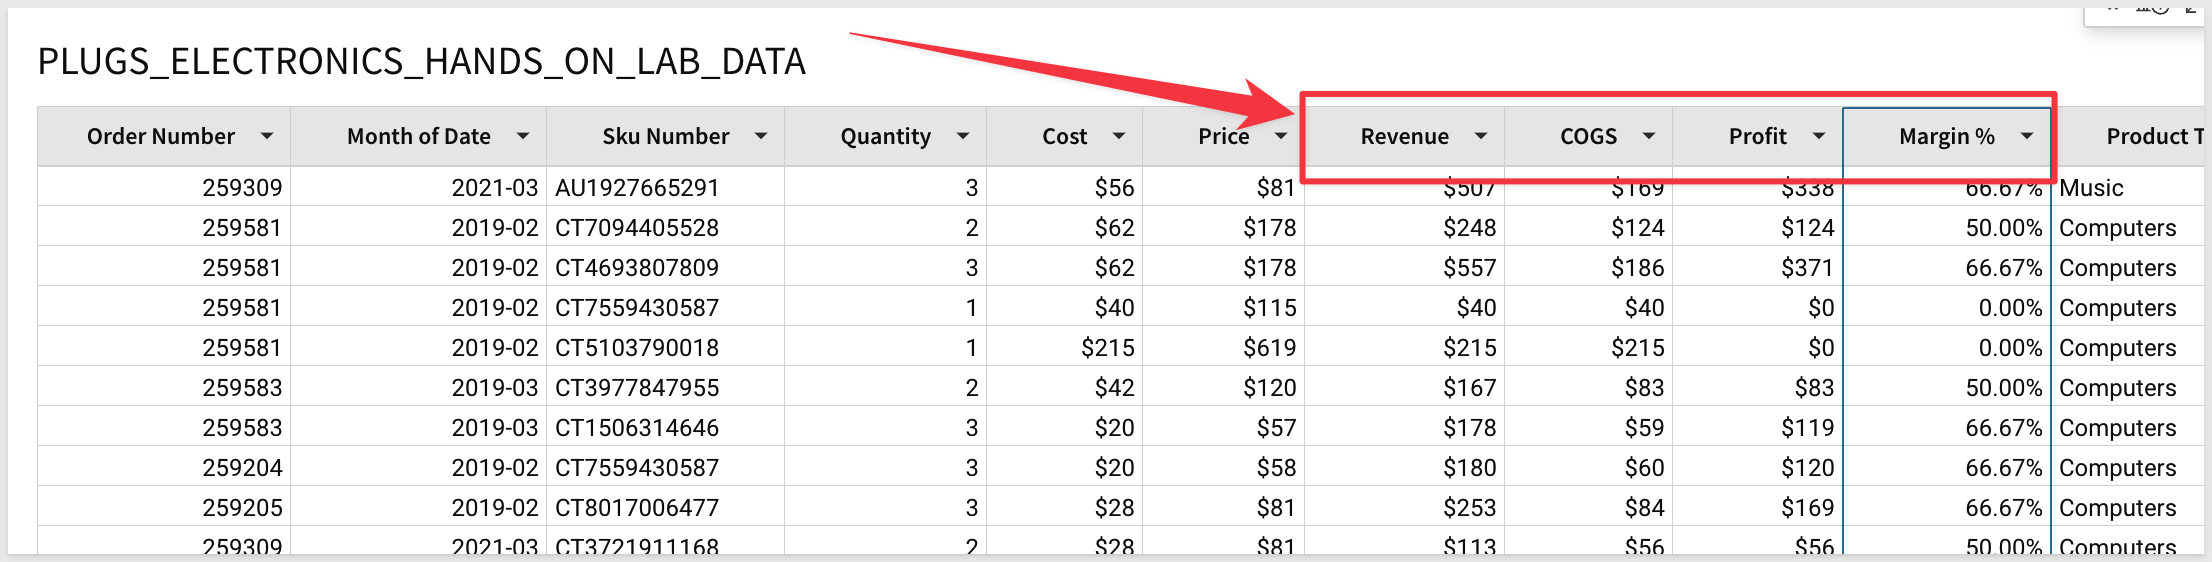 PLUGS_ELECTRONICS_HANDS_ON_LAB_DATA
Order Number Month of Date Sku Number Quantity Cost Price Revenue COGS Profit Margin % Product T
259309 2021-03 AU1927665291 3 $56 $81 $507 $169 $338 66.67% Music
259581 2019-02 CT7094405528 2 $62 $178 $248 $124 $124 50.00% Computers
259581 2019-02 CT4693807809 3 $62 $178 $557 $186 $371 66.67% Computers
259581 2019-02 CT7559430587 1 $40 $115 $40 $40 $0 0.00% Computers
259581 2019-02 CT5103790018 1 $215 $619 $215 $215 $0 0.00% Computers
259583 2019-03 CT3977847955 2 $42 $120 $167 $83 $83 50.00% Computers
259583 2019-03 CT1506314646 3 $20 $57 $178 $59 $119 66.67% Computers
259204 2019-02 CT7559430587 3 $20 $58 $180 $60 $120 66.67% Computers
259205 2019-02 CT8017006477 3 $28 $81 $253 $84 $169 66.67% Computers
259309 2021-03 CT3721911168 2 $28 $81 $113 $56 $56 50.00% Computers